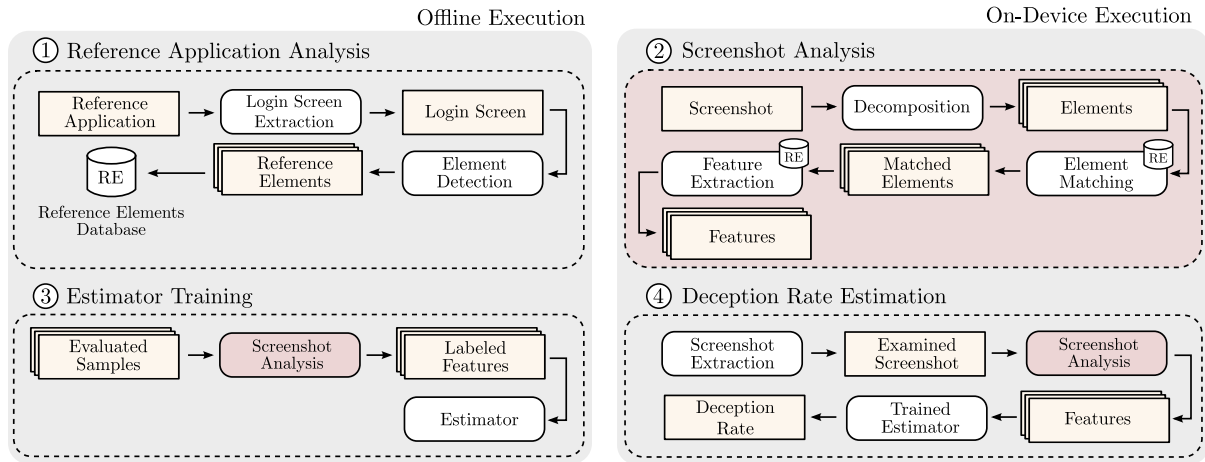 Offline Execution
① Reference Application Analysis
Reference
Application
Login Screen
Extraction
Login Screen
RE
Reference
Elements
Element
Detection
Reference Elements
Database
③ Estimator Training
Evaluated
Samples
Screenshot
Analysis
Labeled
Features
Estimator
On-Device Execution
② Screenshot Analysis
Screenshot
Decomposition
Elements
Feature
Extraction
RE
Matched
Elements
Element
Matching
RE
Features
④ Deception Rate Estimation
Screenshot
Extraction
Examined
Screenshot
Screenshot
Analysis
Deception
Rate
Trained
Estimator
Features